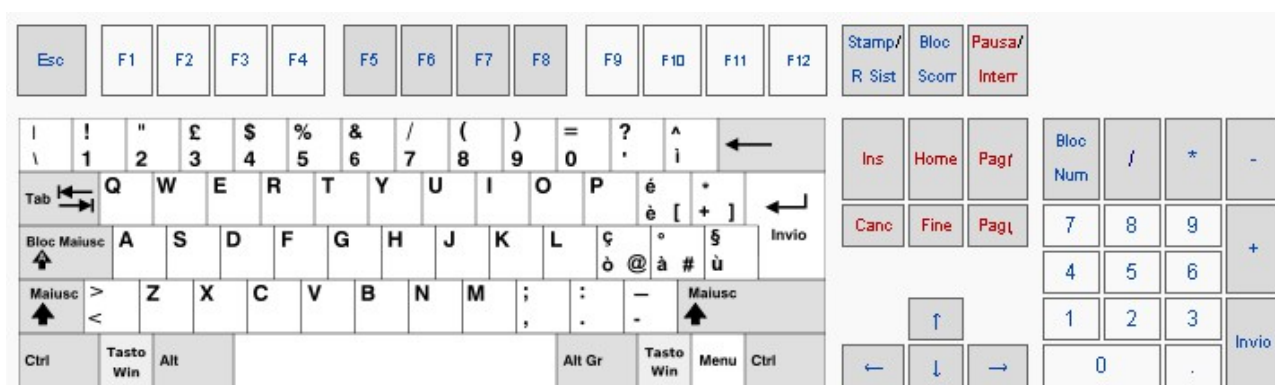 Esc F1 F2 F3 F4 F5 F6 F7 F8 F9 F10 F11 F12 Stamp/ Bloc Pausa/
R Sist Scorr Interr
| ! " £ $ % & / ( ) = ? ^
\ 1 2 3 4 5 6 7 8 9 0 ' ì
Ins Home Pag↑ Bloc Num / * -
Tab Q W E R T Y U I O P é * 
è [ + ] Invio
Canc Fine Pag↓ 7 8 9 +
Bloc Maiusc A S D F G H J K L ç ° §
ò @ à # ù
4 5 6
Maiusc > Z X C V B N M ; : — Maiusc
< , . -
↑ 1 2 3 Invio
Ctrl Tasto Win Alt Alt Gr Tasto Win Menu Ctrl
← ↓ → 0 .